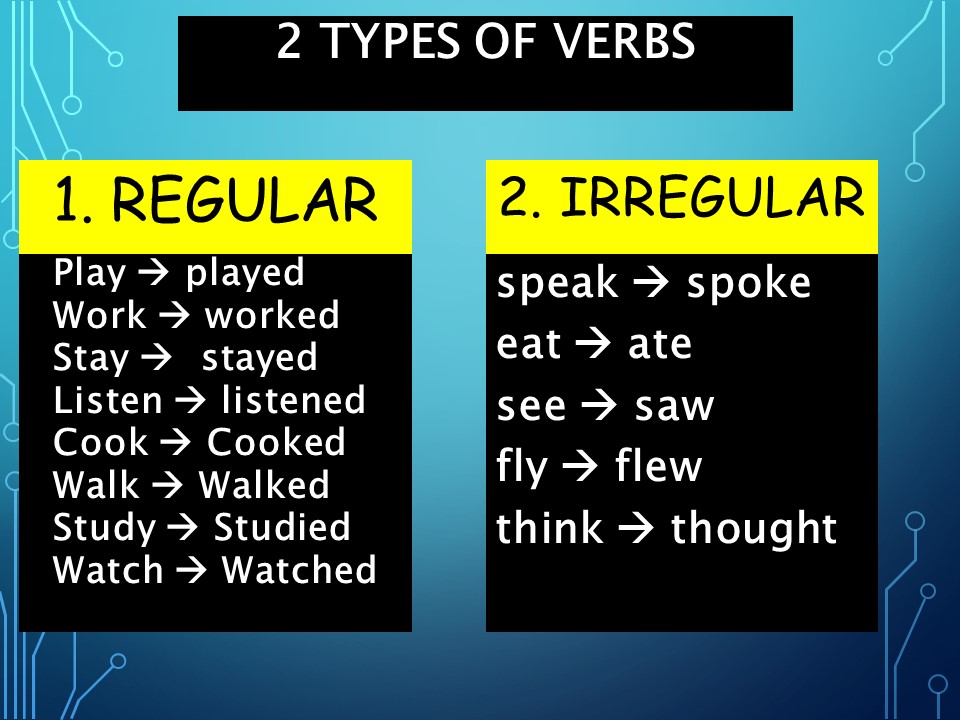 2 TYPES OF VERBS
1. REGULAR
Play → played
Work → worked
Stay → stayed
Listen → listened
Cook → Cooked
Walk → Walked
Study → Studied
Watch → Watched
2. IRREGULAR
speak → spoke
eat → ate
see → saw
fly → flew
think → thought